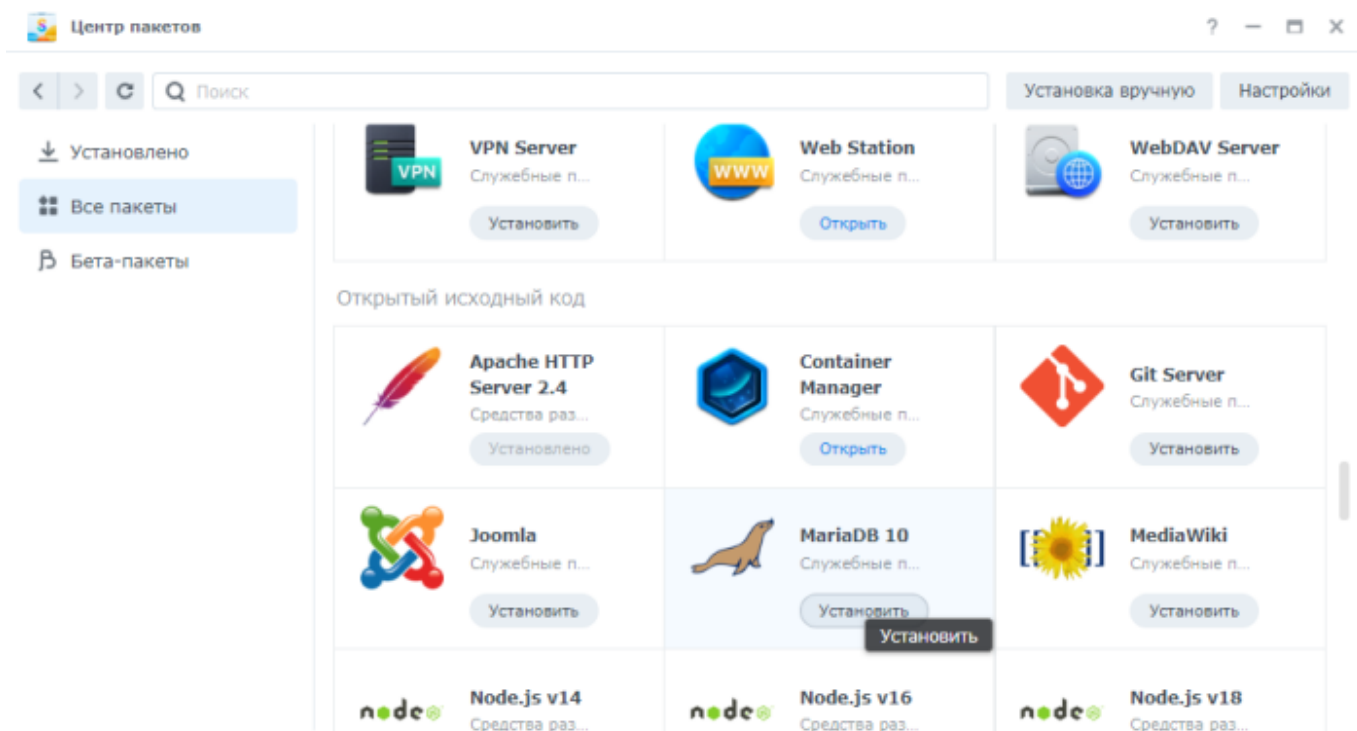 Центр пакетов
Поиск
Установка вручную
Настройки
Установлено
Все пакеты
Бета-пакеты
VPN
VPN Server
Служебные п...
Установить
WWW
Web Station
Служебные п...
Открыть
WebDAV Server
Служебные п...
Установить
Открытый исходный код
Apache HTTP
Server 2.4
Средства раз...
Установлено
Container
Manager
Служебные п...
Открыть
Git Server
Служебные п...
Установить
Joomla
Служебные п...
Установить
MariaDB 10
Служебные п...
Установить
Установить
MediaWiki
Служебные п...
Установить
node
Node.js v14
Средства раз...
node
Node.js v16
Средства раз...
node
Node.js v18
Средства раз...